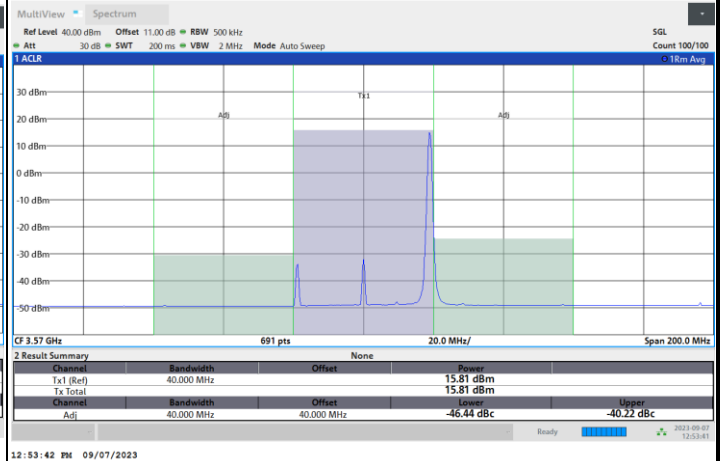 MultiView Spectrum
Ref Level 40.00 dBm Offset 11.00 dB RBW 500 kHz SGL
Att 30 dB SWT 200 ms VBW 2 MHz Mode Auto Sweep Count 100/100
1 ACLR 1Rm Avg
30 dBm
Tx1
20 dBm
Adj Adj
10 dBm
0 dBm
-10 dBm
-20 dBm
-30 dBm
-40 dBm
-50 dBm
CF 3.57 GHz 691 pts 20.0 MHz/ Span 200.0 MHz
2 Result Summary None
Channel Bandwidth Offset Power
Tx1 (Ref) 40.000 MHz 15.81 dBm
Tx Total 15.81 dBm
Channel Bandwidth Offset Lower Upper
Adj 40.000 MHz 40.000 MHz -46.44 dBc -40.22 dBc
Ready 2023-09-07
12:53:41
12:53:42 PM 09/07/2023